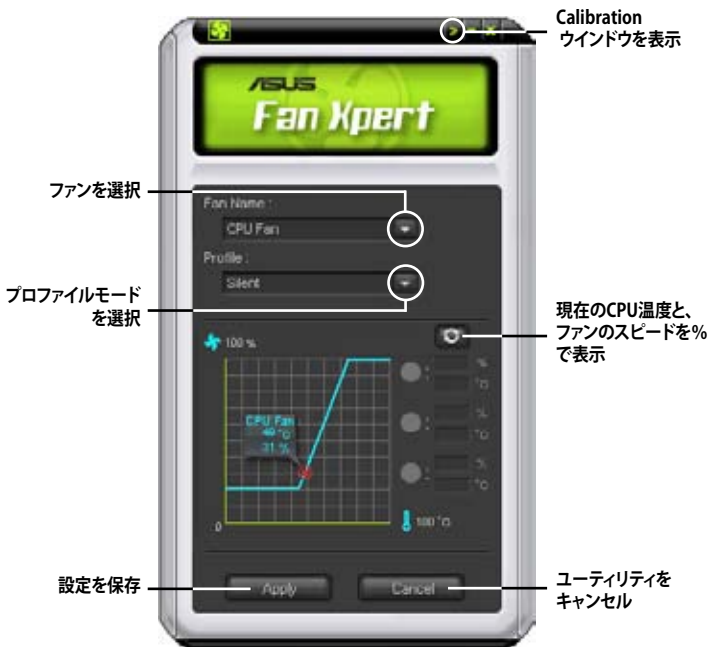 Calibration
ウインドウを表示
ASUS
Fan Xpert
ファンを選択
Fan Name :
CPU Fan
Profile :
Silent
プロファイルモード
を選択
現在のCPU温度と、
ファンのスピードを%
で表示
100 %
%
°C
CPU Fan
49 °C
31 %
%
°C
%
°C
0
100 °C
設定を保存
Apply
Cancel
ユーティリティを
キャンセル